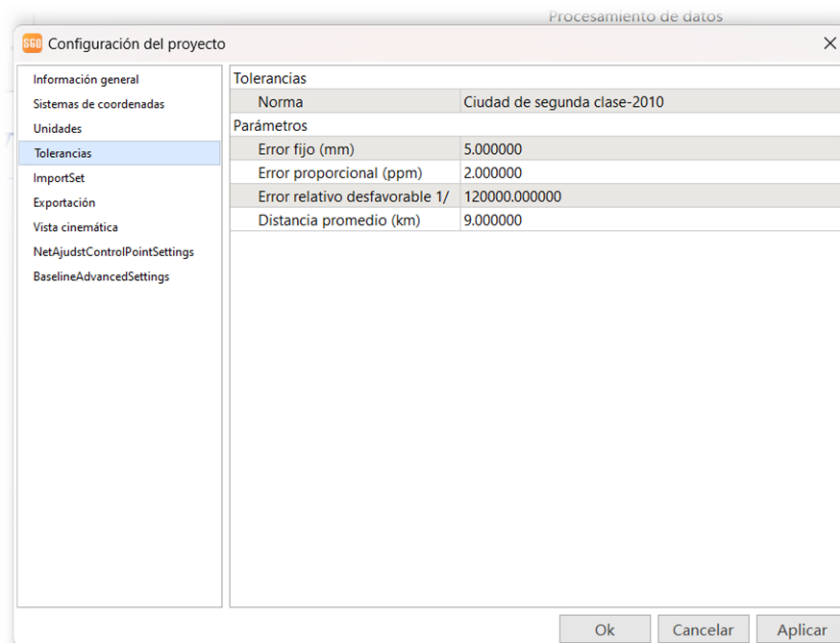 Procesamiento de datos
SGO Configuración del proyecto
Información general
Sistemas de coordenadas
Unidades
Tolerancias
ImportSet
Exportación
Vista cinemática
NetAjudstControlPointSettings
BaselineAdvancedSettings
Tolerancias
Norma Ciudad de segunda clase-2010
Parámetros
Error fijo (mm) 5.000000
Error proporcional (ppm) 2.000000
Error relativo desfavorable 1/ 120000.000000
Distancia promedio (km) 9.000000
Ok Cancelar Aplicar